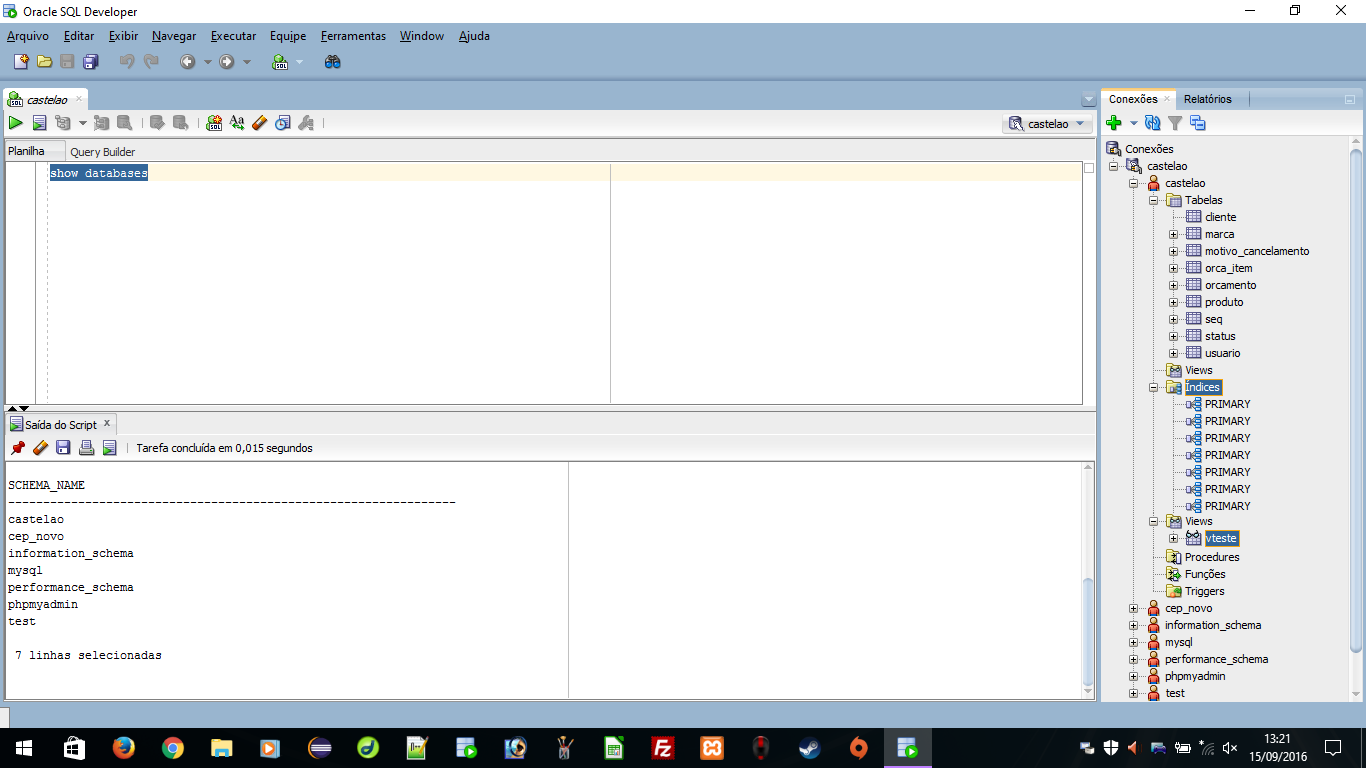 Oracle SQL Developer
Arquivo Editar Exibir Navegar Executar Equipe Ferramentas Window Ajuda
castelao
castelao
Planilha Query Builder
show databases
Saída do Script
Tarefa concluída em 0,015 segundos
SCHEMA_NAME
----------------------------------------------------------------
castelao
cep_novo
information_schema
mysql
performance_schema
phpmyadmin
test
7 linhas selecionadas
Conexões Relatórios
Conexões
castelao
castelao
Tabelas
cliente
marca
motivo_cancelamento
orca_item
orcamento
produto
seq
status
usuario
Views
Índices
PRIMARY
PRIMARY
PRIMARY
PRIMARY
PRIMARY
PRIMARY
PRIMARY
Views
vteste
Procedures
Funções
Triggers
cep_novo
information_schema
mysql
performance_schema
phpmyadmin
test
13:21
15/09/2016